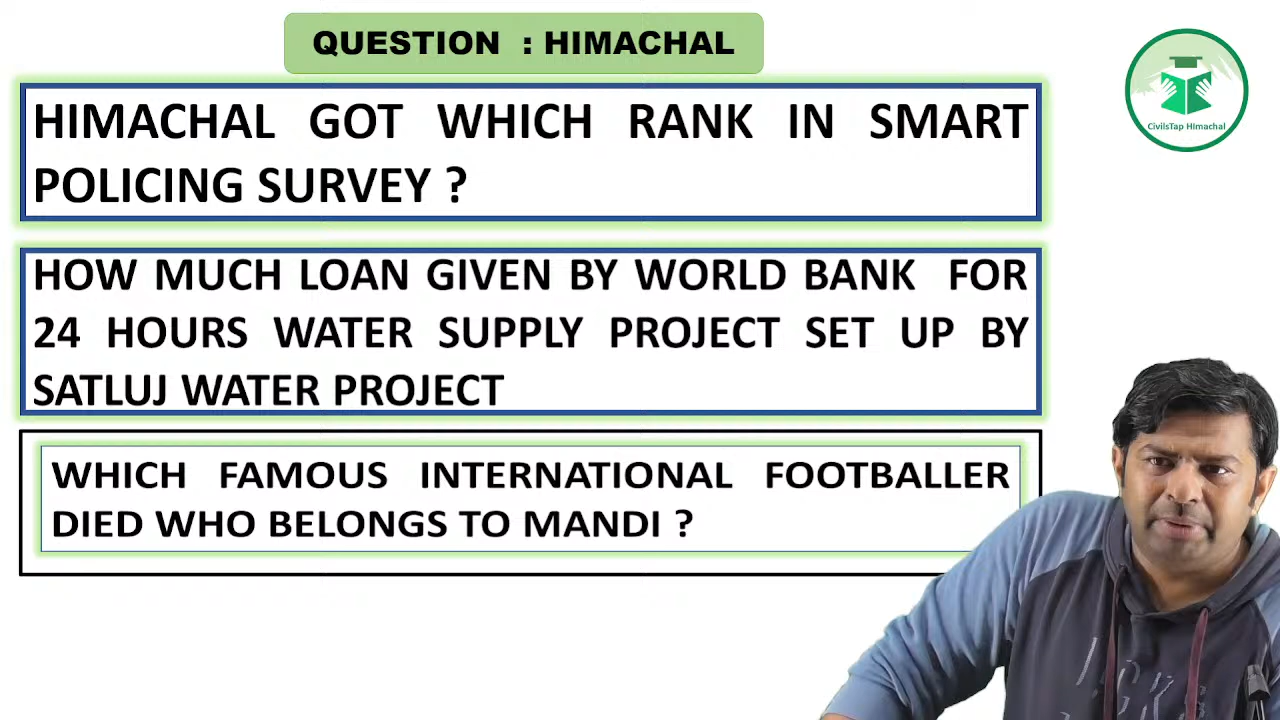 QUESTION : HIMACHAL
HIMACHAL GOT WHICH RANK IN SMART
POLICING SURVEY ?
HOW MUCH LOAN GIVEN BY WORLD BANK FOR
24 HOURS WATER SUPPLY PROJECT SET UP BY
SATLUJ WATER PROJECT
WHICH FAMOUS INTERNATIONAL FOOTBALLER
DIED WHO BELONGS TO MANDI ?
CivilsTap HImachal